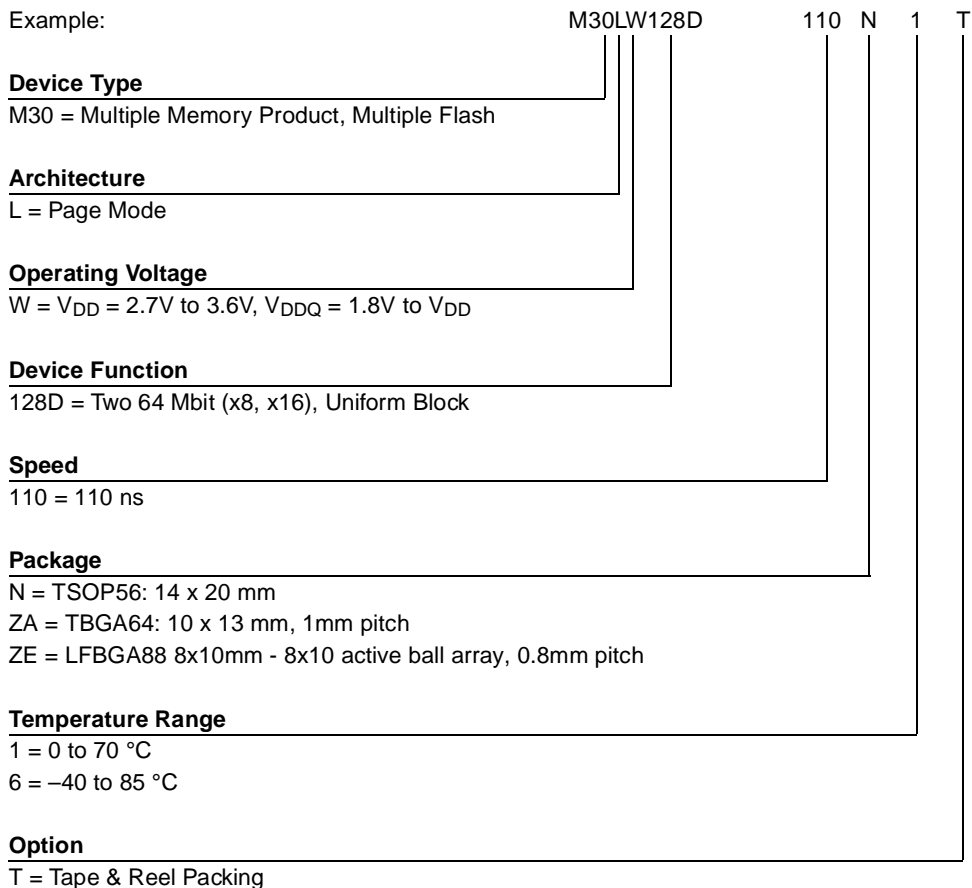 Example: M30LW128D 110 N 1 T
Device Type
M30 = Multiple Memory Product, Multiple Flash
Architecture
L = Page Mode
Operating Voltage
W = VDD = 2.7V to 3.6V, VDDQ = 1.8V to VDD
Device Function
128D = Two 64 Mbit (x8, x16), Uniform Block
Speed
110 = 110 ns
Package
N = TSOP56: 14 x 20 mm
ZA = TBGA64: 10 x 13 mm, 1mm pitch
ZE = LFBGA88 8x10mm - 8x10 active ball array, 0.8mm pitch
Temperature Range
1 = 0 to 70 °C
6 = –40 to 85 °C
Option
T = Tape & Reel Packing